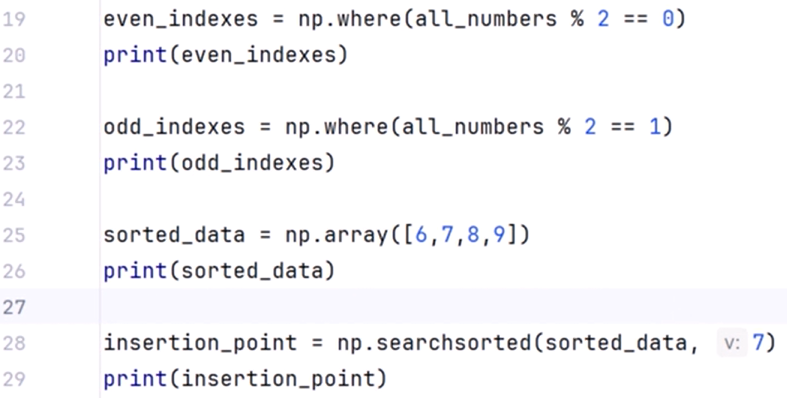 19 even_indexes = np.where(all_numbers % 2 == 0)
20 print(even_indexes)
21
22 odd_indexes = np.where(all_numbers % 2 == 1)
23 print(odd_indexes)
24
25 sorted_data = np.array([6,7,8,9])
26 print(sorted_data)
27
28 insertion_point = np.searchsorted(sorted_data, v: 7)
29 print(insertion_point)